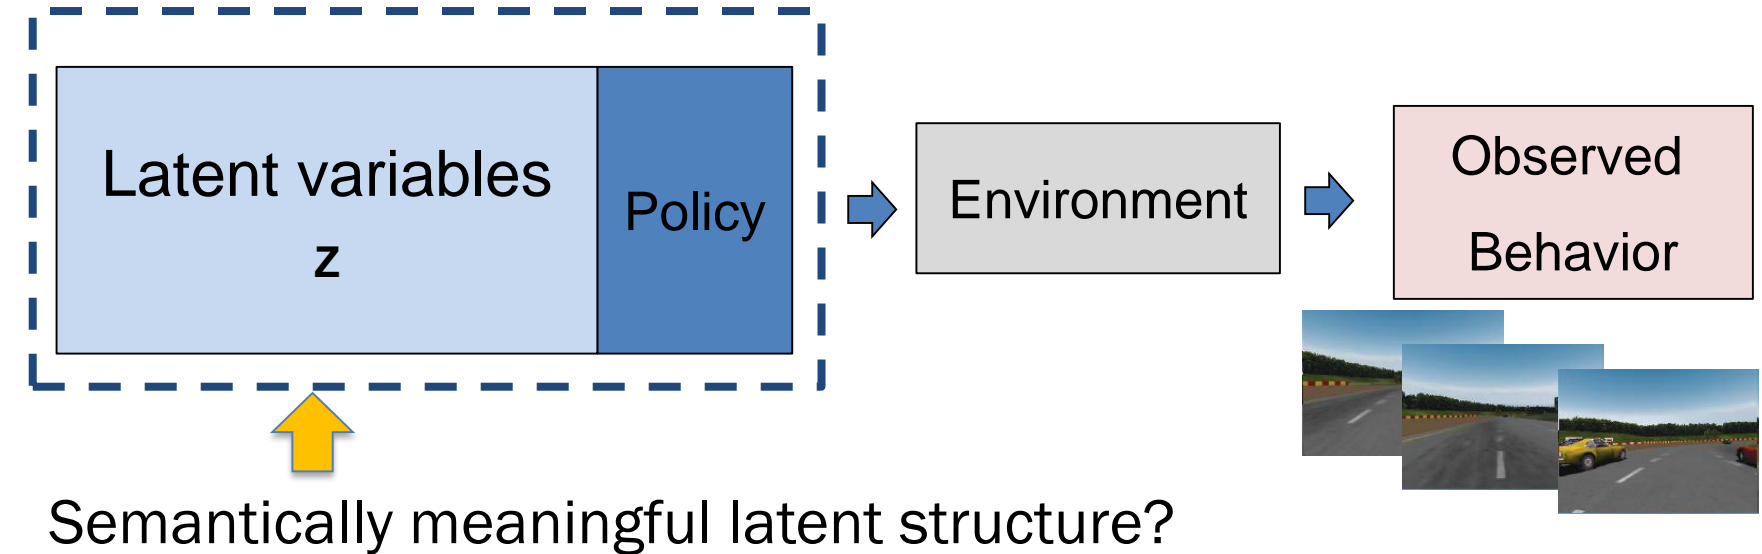 Latent variables
z
Policy
Environment
Observed
Behavior
Semantically meaningful latent structure?